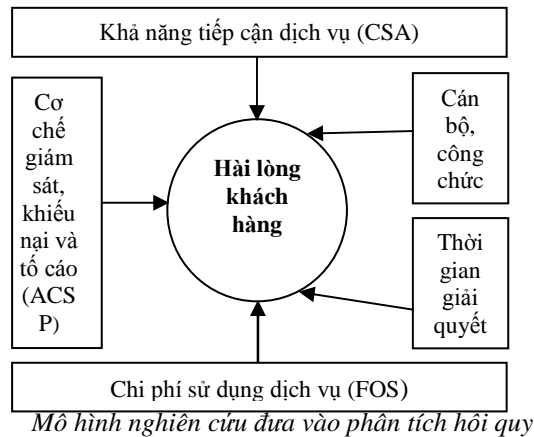 Khả năng tiếp cận dịch vụ (CSA)
Cơ
chế
giám
sát,
khiếu
nại và
tố cáo
(ACS
P)
Hài lòng
khách
hàng
Cán
bộ,
công
chức
Thời
gian
giải
quyết
Chi phí sử dụng dịch vụ (FOS)
Mô hình nghiên cứu đưa vào phân tích hồi quy